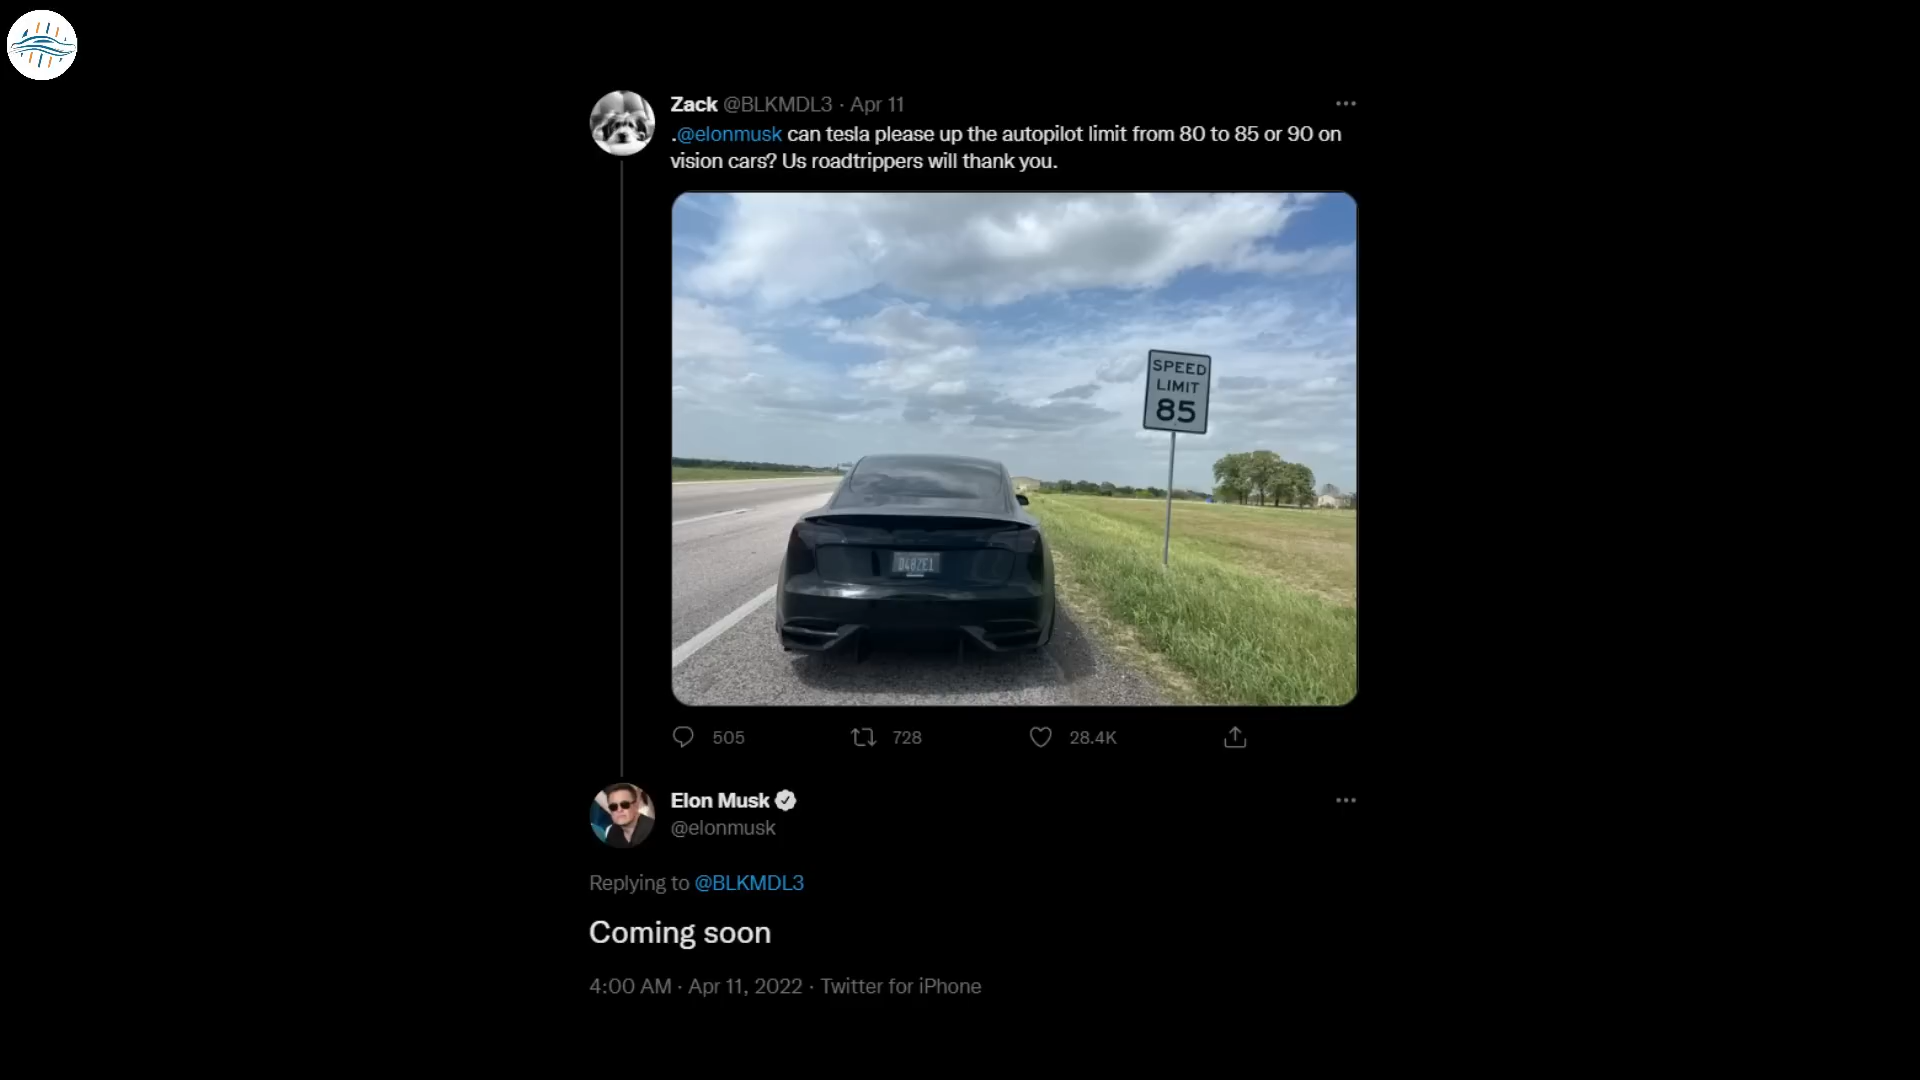 Zack @BLKMDL3 · Apr 11
.@elonmusk can tesla please up the autopilot limit from 80 to 85 or 90 on
vision cars? Us roadtrippers will thank you.
SPEED
LIMIT
85
505 728 28.4K
Elon Musk
@elonmusk
Replying to @BLKMDL3
Coming soon
4:00 AM · Apr 11, 2022 · Twitter for iPhone